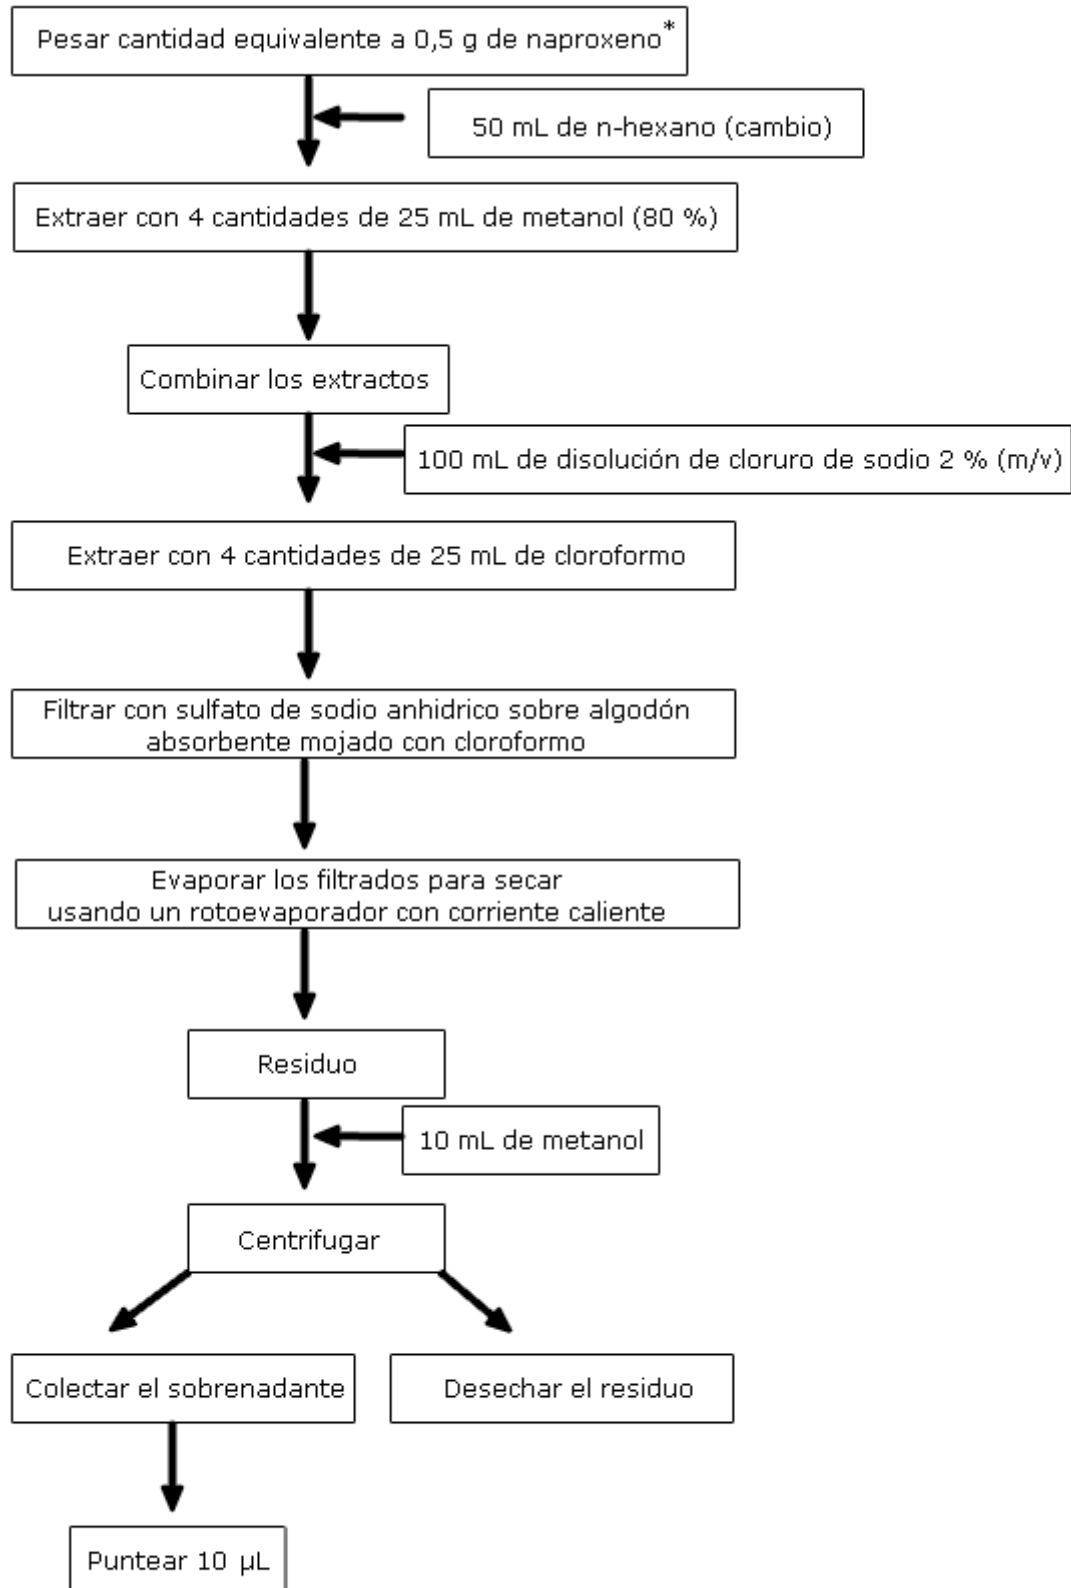 Pesar cantidad equivalente a 0,5 g de naproxeno*
50 mL de n-hexano (cambio)
Extraer con 4 cantidades de 25 mL de metanol (80 %)
Combinar los extractos
100 mL de disolución de cloruro de sodio 2 % (m/v)
Extraer con 4 cantidades de 25 mL de cloroformo
Filtrar con sulfato de sodio anhidrico sobre algodón
absorbente mojado con cloroformo
Evaporar los filtrados para secar
usando un rotoevaporador con corriente caliente
Residuo
10 mL de metanol
Centrifugar
Colectar el sobrenadante
Desechar el residuo
Puntear 10 µL